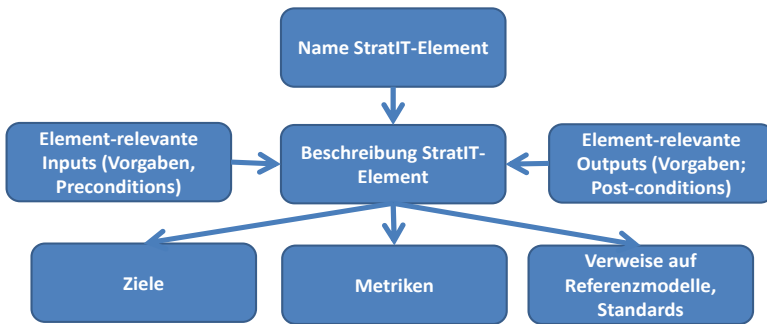 Name StratIT-Element
Element-relevante
Inputs (Vorgaben,
Preconditions)
Beschreibung StratIT-
Element
Element-relevante
Outputs (Vorgaben;
Post-conditions)
Ziele
Metriken
Verweise auf
Referenzmodelle,
Standards